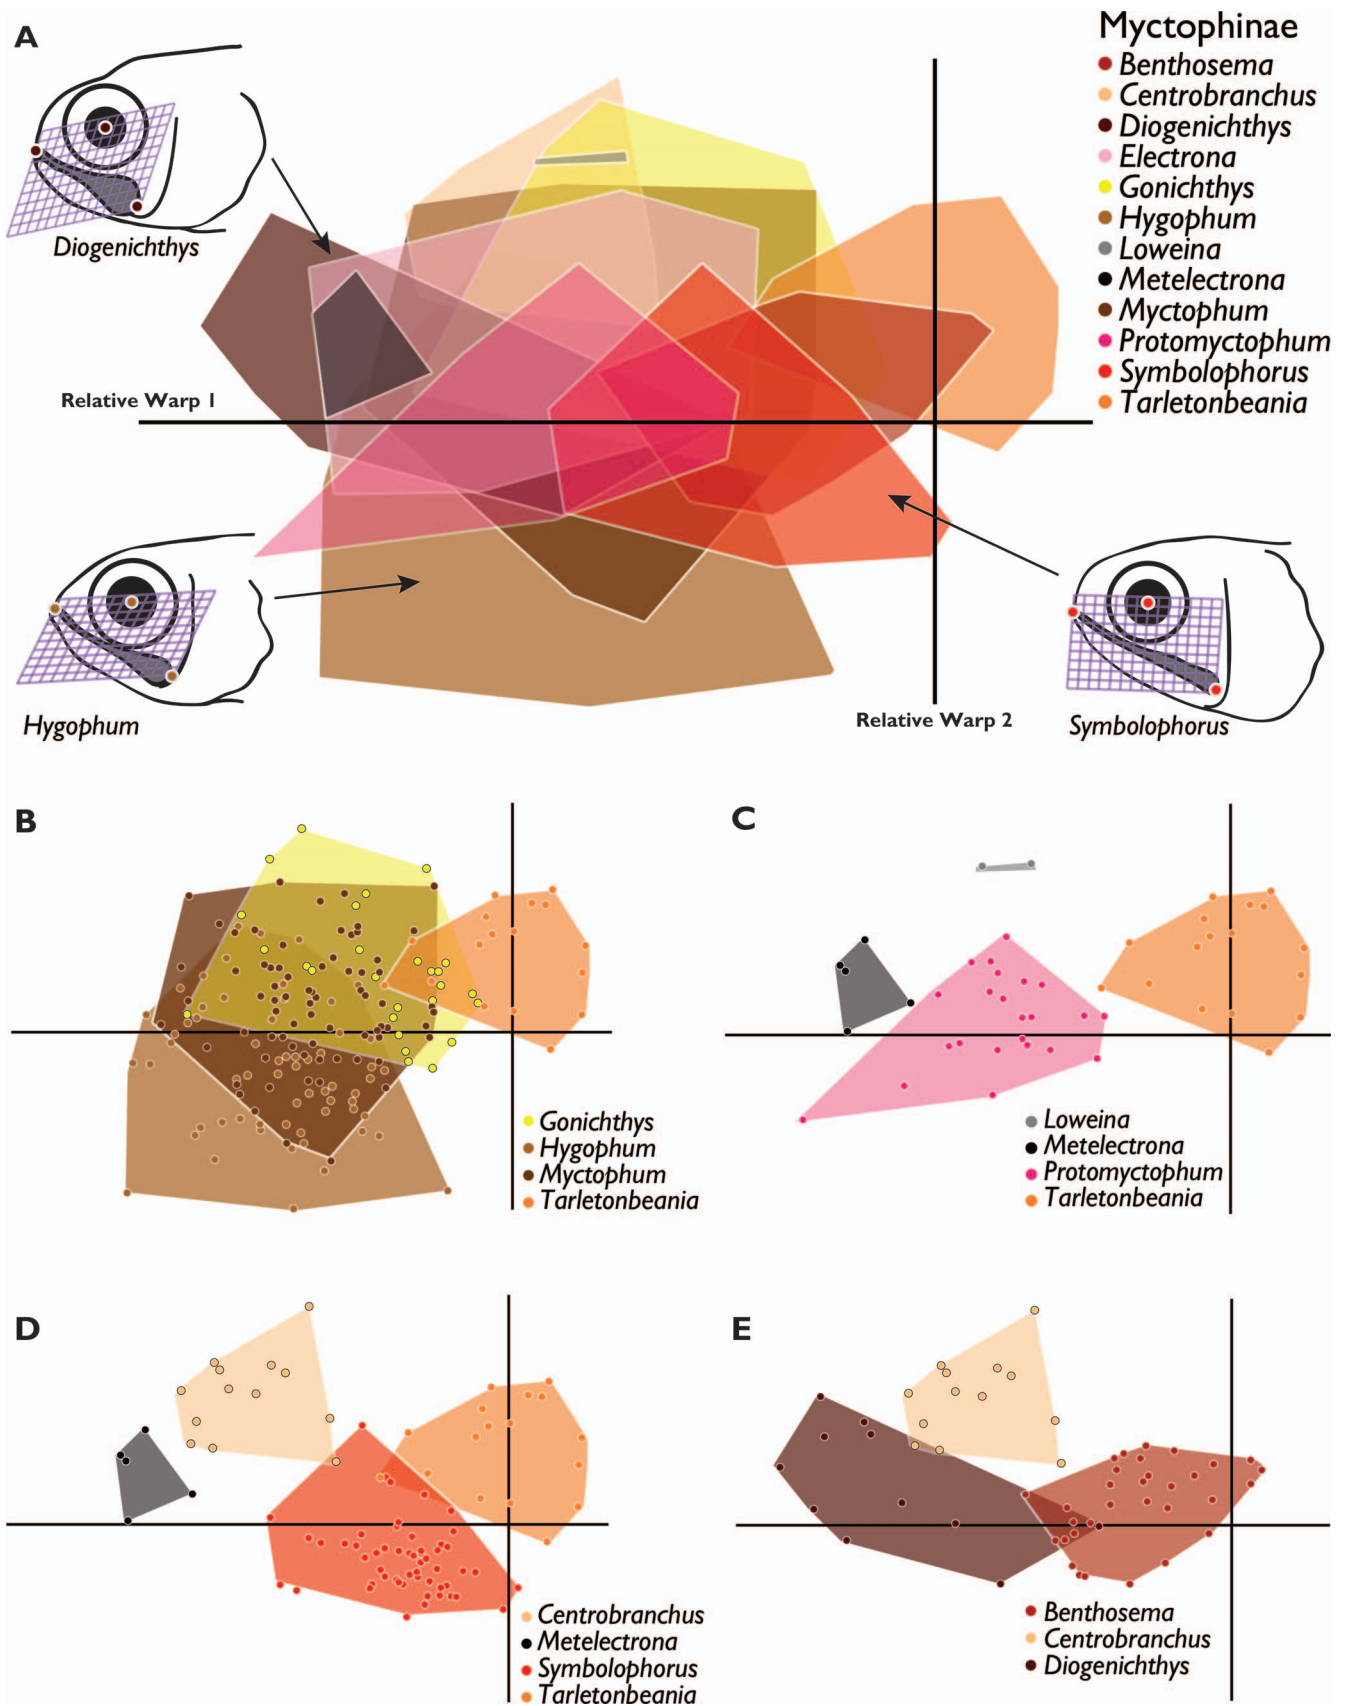 A
Myctophinae
Benthosema
Centrobranchus
Diogenichthys
Electrona
Gonichthys
Hygophum
Loweina
Metelectrona
Myctophum
Protomyctophum
Symbolophorus
Tarletonbeania
Diogenichthys
Relative Warp 1
Hygophum
Relative Warp 2
Symbolophorus
B
Gonichthys
Hygophum
Myctophum
Tarletonbeania
C
Loweina
Metelectrona
Protomyctophum
Tarletonbeania
D
Centrobranchus
Metelectrona
Symbolophorus
Tarletonbeania
E
Benthosema
Centrobranchus
Diogenichthys